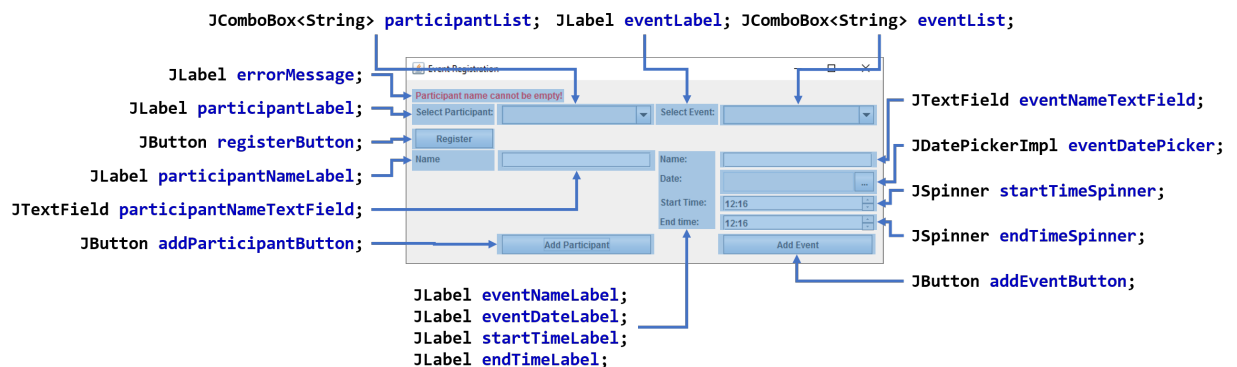 JComboBox<String> participantList; JLabel eventLabel; JComboBox<String> eventList;
JLabel errorMessage;
JLabel participantLabel;
JButton registerButton;
JLabel participantNameLabel;
JTextField participantNameTextField;
JButton addParticipantButton;
Event Registration
Participant name cannot be empty!
Select Participant:
Select Event:
Register
Name
Name:
Date:
...
Start Time:
12:16
End time:
12:16
Add Participant
Add Event
JTextField eventNameTextField;
JDatePickerImpl eventDatePicker;
JSpinner startTimeSpinner;
JSpinner endTimeSpinner;
JButton addEventButton;
JLabel eventNameLabel;
JLabel eventDateLabel;
JLabel startTimeLabel;
JLabel endTimeLabel;